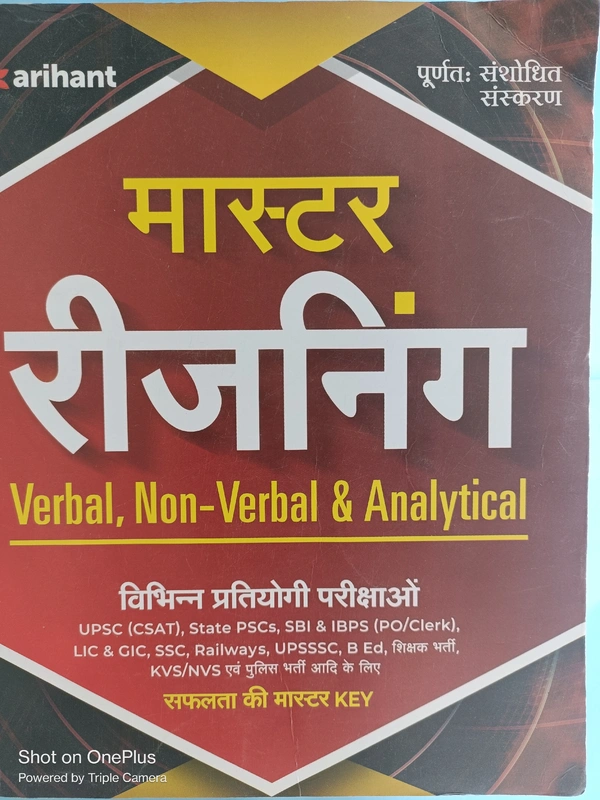 arihant
पूर्णतः संशोधित
संस्करण
मास्टर
रीजनिंग
Verbal, Non-Verbal & Analytical
विभिन्न प्रतियोगी परीक्षाओं
UPSC (CSAT), State PSCs, SBI & IBPS (PO/Clerk),
LIC & GIC, SSC, Railways, UPSSSC, B Ed, शिक्षक भर्ती,
KVS/NVS एवं पुलिस भर्ती आदि के लिए
सफलता की मास्टर KEY
Shot on OnePlus
Powered by Triple Camera